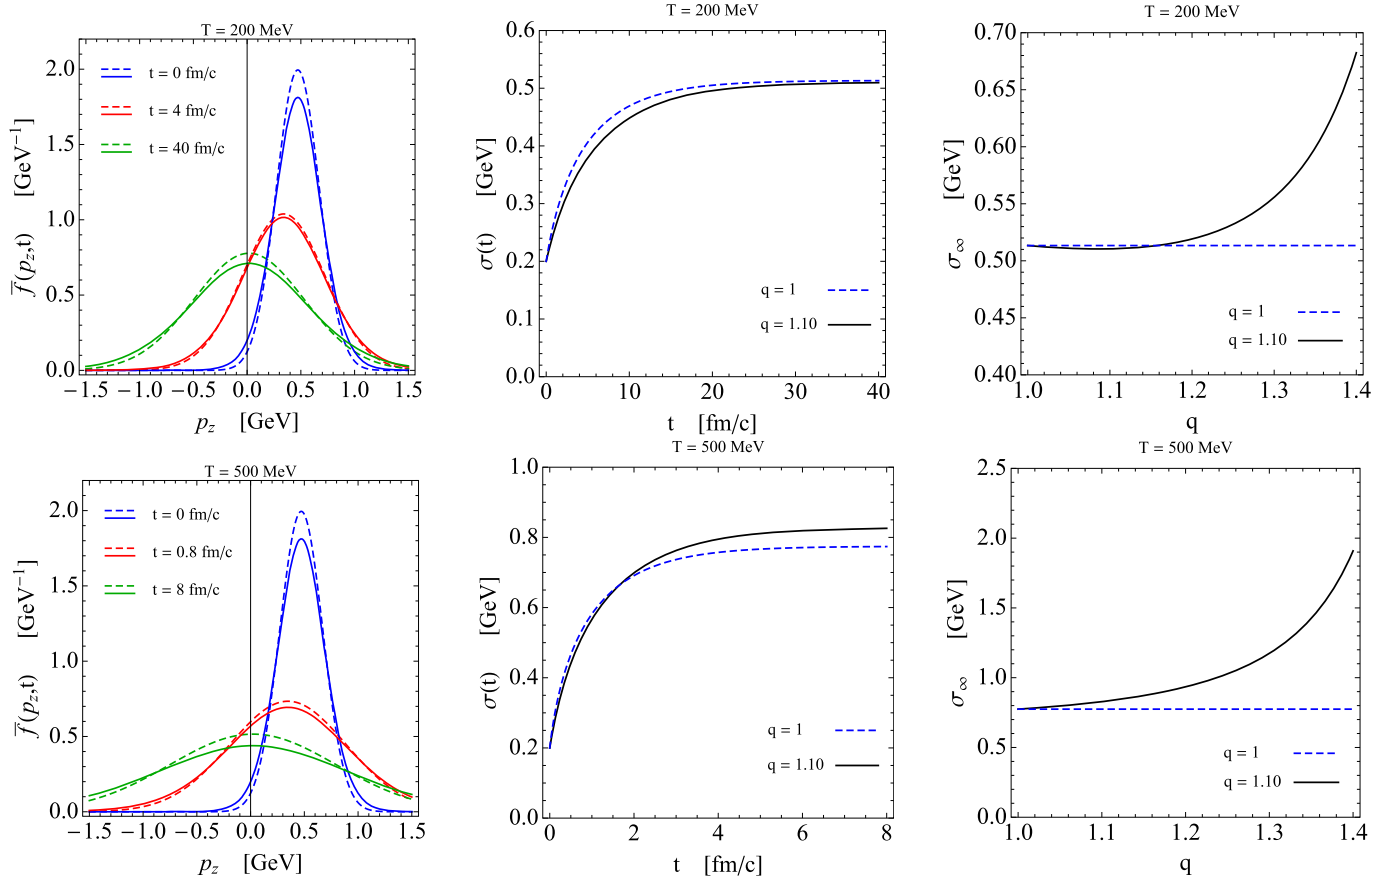 T = 200 MeV
t = 0 fm/c
t = 4 fm/c
t = 40 fm/c
f̅(p_z,t) [GeV⁻¹]
2.0
1.5
1.0
0.5
0.0
−1.5 −1.0 −0.5 0.0 0.5 1.0 1.5
p_z [GeV]
T = 200 MeV
σ(t) [GeV]
0.6
0.5
0.4
0.3
0.2
0.1
0.0
q = 1
q = 1.10
0 10 20 30 40
t [fm/c]
T = 200 MeV
σ∞ [GeV]
0.70
0.65
0.60
0.55
0.50
0.45
0.40
q = 1
q = 1.10
1.0 1.1 1.2 1.3 1.4
q
T = 500 MeV
t = 0 fm/c
t = 0.8 fm/c
t = 8 fm/c
f̅(p_z,t) [GeV⁻¹]
2.0
1.5
1.0
0.5
0.0
−1.5 −1.0 −0.5 0.0 0.5 1.0 1.5
p_z [GeV]
T = 500 MeV
σ(t) [GeV]
1.0
0.8
0.6
0.4
0.2
0.0
q = 1
q = 1.10
0 2 4 6 8
t [fm/c]
T = 500 MeV
σ∞ [GeV]
2.5
2.0
1.5
1.0
0.5
0.0
q = 1
q = 1.10
1.0 1.1 1.2 1.3 1.4
q